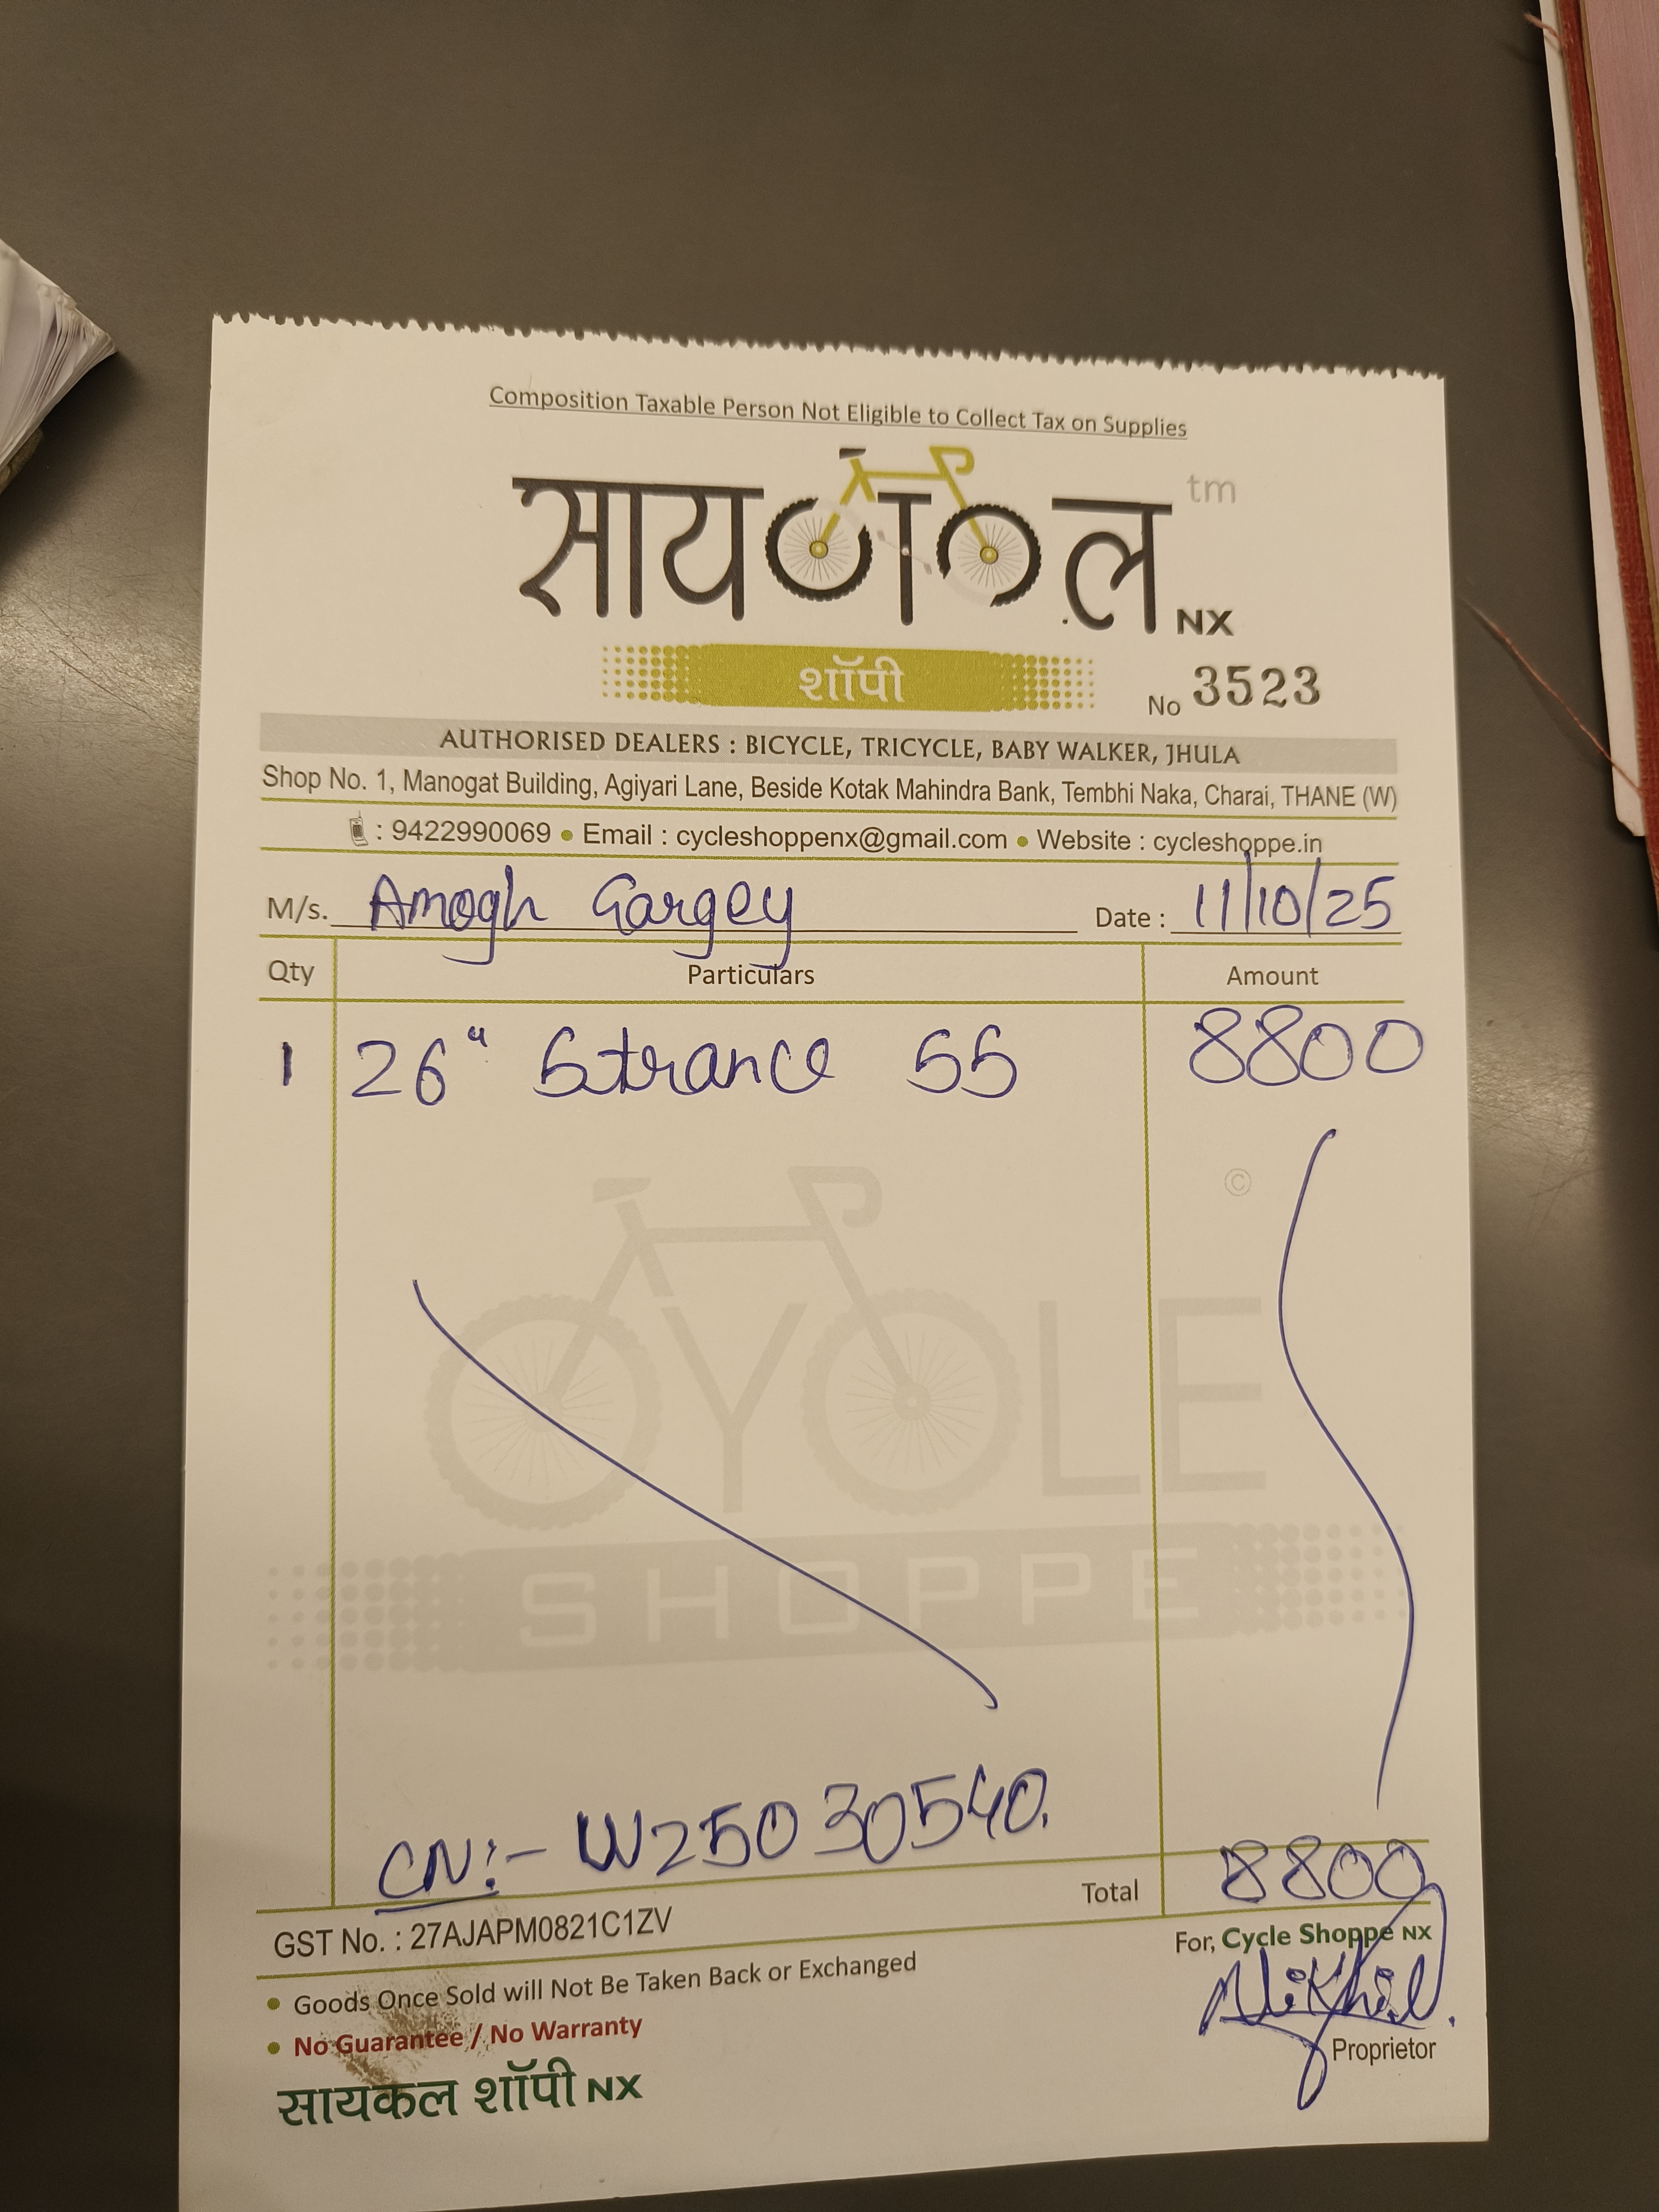 Composition Taxable Person Not Eligible to Collect Tax on Supplies
सायकल tm
NX
शॉपी
No 3523
AUTHORISED DEALERS : BICYCLE, TRICYCLE, BABY WALKER, JHULA
Shop No. 1, Manogat Building, Agiyari Lane, Beside Kotak Mahindra Bank, Tembhi Naka, Charai, THANE (W)
: 9422990069 • Email : cycleshoppenx@gmail.com • Website : cycleshoppe.in
M/s. Amogh Gargey Date : 11/10/25
Qty Particulars Amount
1 26" Strance SS 8800
©
CYCLE
SHOPPE
CN:- W25030540.
Total 8800
GST No. : 27AJAPM0821C1ZV
For, Cycle Shoppe NX
• Goods Once Sold will Not Be Taken Back or Exchanged
• No Guarantee / No Warranty
Nikhil.
Proprietor
सायकल शॉपी NX